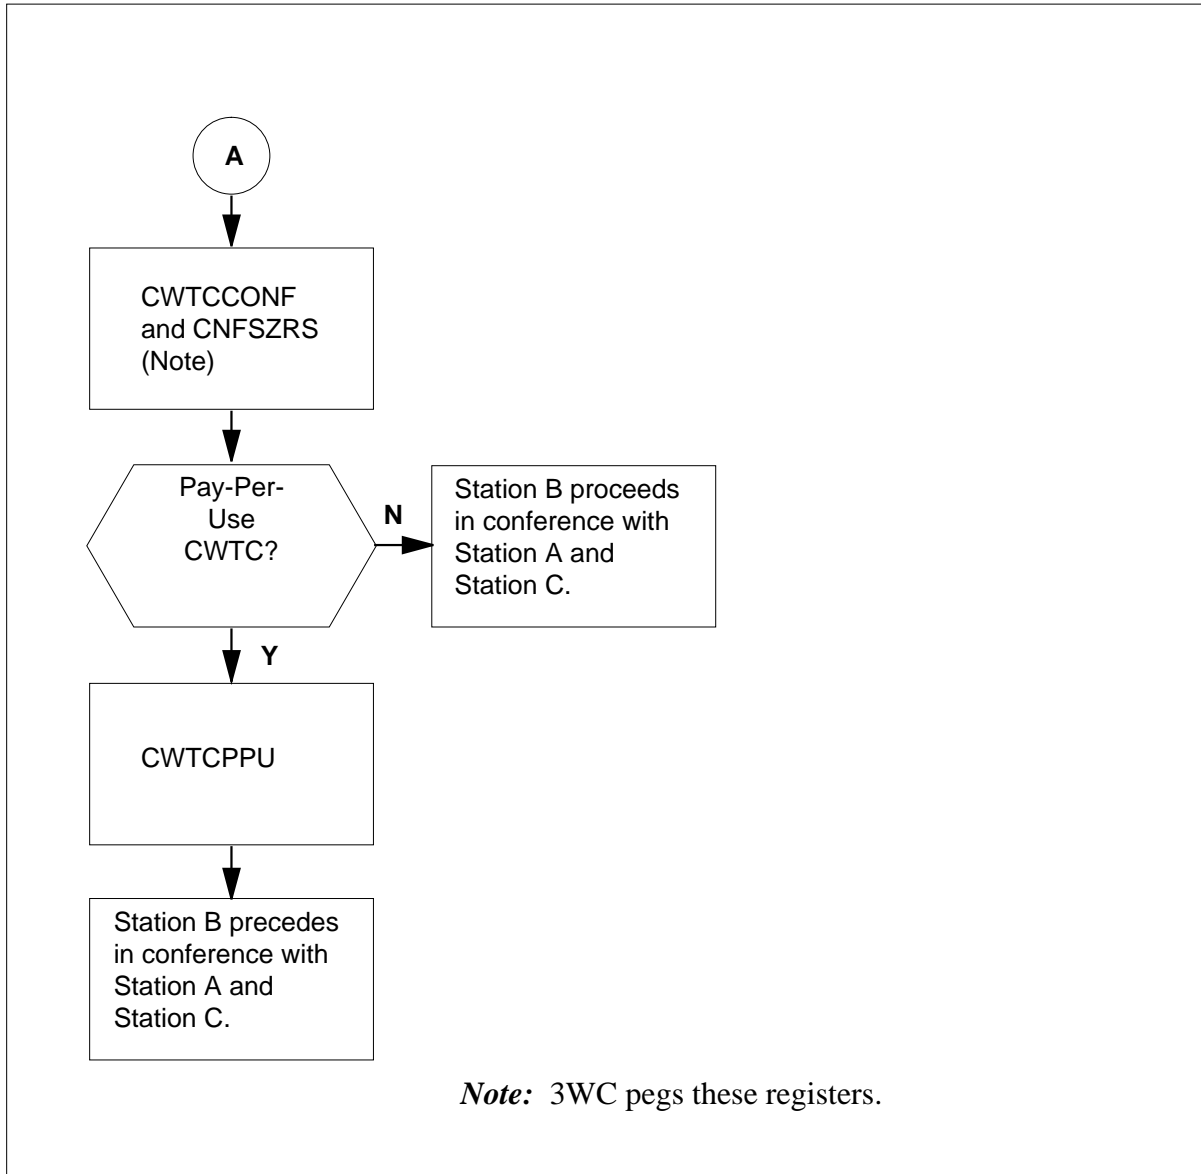 A
CWTCCONF
and CNFSZRS
(Note)
Pay-Per-
Use
CWTC?
N
Station B proceeds
in conference with
Station A and
Station C.
Y
CWTCPPU
Station B precedes
in conference with
Station A and
Station C.
Note: 3WC pegs these registers.